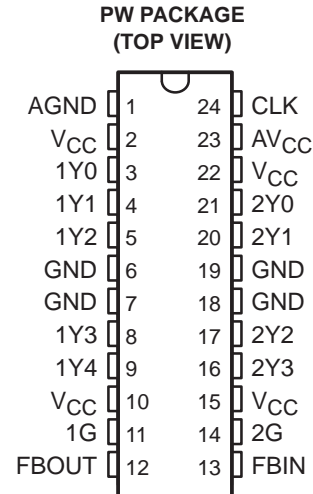 PW PACKAGE
(TOP VIEW)
AGND 1 24 CLK
VCC 2 23 AVCC
1Y0 3 22 VCC
1Y1 4 21 2Y0
1Y2 5 20 2Y1
GND 6 19 GND
GND 7 18 GND
1Y3 8 17 2Y2
1Y4 9 16 2Y3
VCC 10 15 VCC
1G 11 14 2G
FBOUT 12 13 FBIN